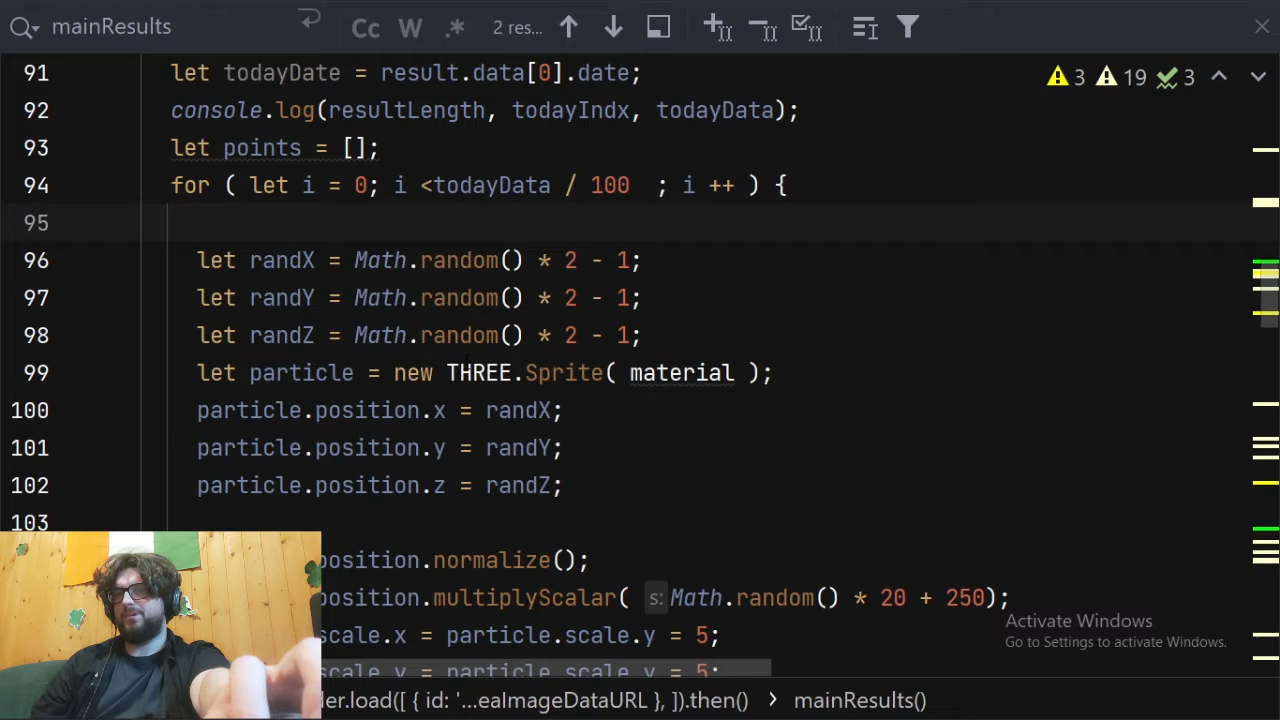 mainResults
Cc W .* 2 res...
91 let todayDate = result.data[0].date;
3 19 3
92 console.log(resultLength, todayIndx, todayData);
93 let points = [];
94 for ( let i = 0; i <todayData / 100 ; i ++ ) {
95
96 let randX = Math.random() * 2 - 1;
97 let randY = Math.random() * 2 - 1;
98 let randZ = Math.random() * 2 - 1;
99 let particle = new THREE.Sprite( material );
100 particle.position.x = randX;
101 particle.position.y = randY;
102 particle.position.z = randZ;
103
position.normalize();
position.multiplyScalar( s: Math.random() * 20 + 250);
scale.x = particle.scale.y = 5;
Activate Windows
Go to Settings to activate Windows.
der.load([ { id: '...eaImageDataURL }, ]).then() > mainResults()